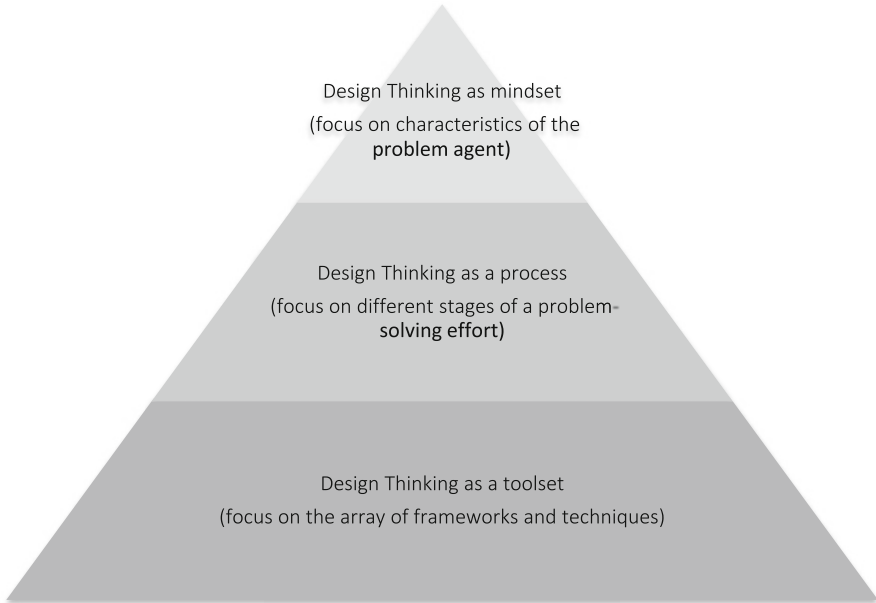 Design Thinking as mindset
(focus on characteristics of the
problem agent)
Design Thinking as a process
(focus on different stages of a problem-
solving effort)
Design Thinking as a toolset
(focus on the array of frameworks and techniques)